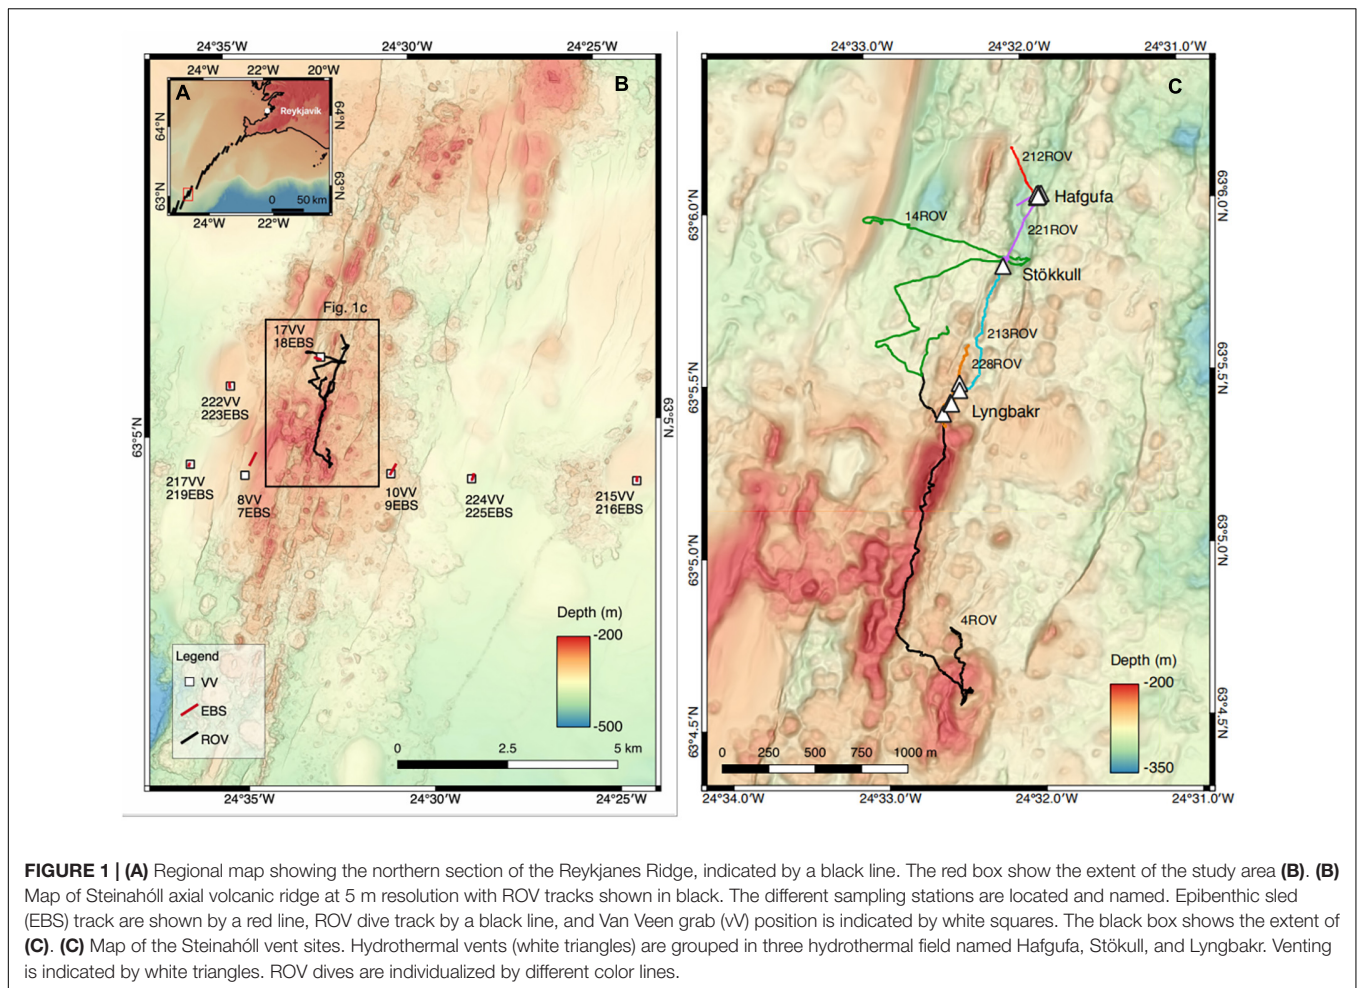 24°35'W 24°30'W 24°25'W
24°W 22°W 20°W
A
Reykjavík
64°N
64°N
63°N
63°N
0 50 km
24°W 22°W
B
Fig. 1c
17VV
18EBS
222VV
223EBS
217VV
219EBS
8VV
7EBS
10VV
9EBS
224VV
225EBS
215VV
216EBS
63°5'N
63°5'N
Depth (m)
-200
-500
Legend
VV
EBS
ROV
0 2.5 5 km
24°35'W 24°30'W 24°25'W
24°33.0'W 24°32.0'W 24°31.0'W
C
212ROV
Hafgufa
14ROV
221ROV
Stökkull
213ROV
228ROV
Lyngbakr
4ROV
63°6.0'N
63°5.5'N
63°5.0'N
63°4.5'N
63°6.0'N
63°5.5'N
63°5.0'N
63°4.5'N
Depth (m)
-200
-350
0 250 500 750 1000 m
24°34.0'W 24°33.0'W 24°32.0'W 24°31.0'W
FIGURE 1 | (A) Regional map showing the northern section of the Reykjanes Ridge, indicated by a black line. The red box show the extent of the study area (B). (B)
Map of Steinahóll axial volcanic ridge at 5 m resolution with ROV tracks shown in black. The different sampling stations are located and named. Epibenthic sled
(EBS) track are shown by a red line, ROV dive track by a black line, and Van Veen grab (vV) position is indicated by white squares. The black box shows the extent of
(C). (C) Map of the Steinahóll vent sites. Hydrothermal vents (white triangles) are grouped in three hydrothermal field named Hafgufa, Stökull, and Lyngbakr. Venting
is indicated by white triangles. ROV dives are individualized by different color lines.